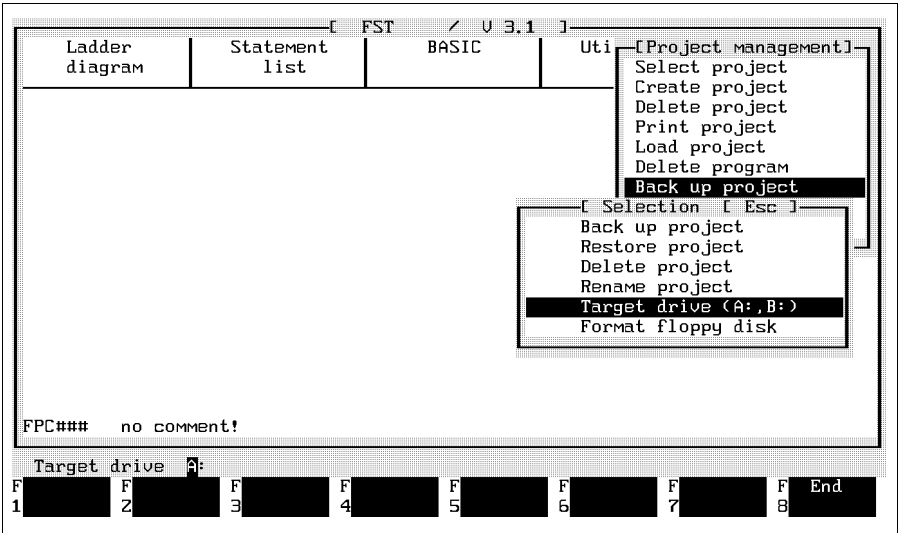 [ FST / V 3.1 ]
Ladder diagram Statement list BASIC Uti
[Project management]
Select project
Create project
Delete project
Print project
Load project
Delete program
Back up project
[ Selection [ Esc ]
Back up project
Restore project
Delete project
Rename project
Target drive (A:,B:)
Format floppy disk
FPC### no comment!
Target drive A:
F1 F2 F3 F4 F5 F6 F7 F8 End